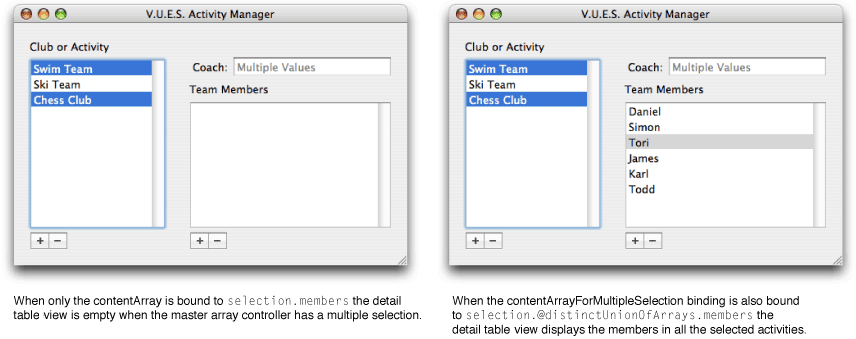 V.U.E.S. Activity Manager
Club or Activity
Swim Team
Ski Team
Chess Club
Coach: Multiple Values
Team Members
+ −
+ −
When only the contentArray is bound to selection.members the detail
table view is empty when the master array controller has a multiple selection.
V.U.E.S. Activity Manager
Club or Activity
Swim Team
Ski Team
Chess Club
Coach: Multiple Values
Team Members
Daniel
Simon
Tori
James
Karl
Todd
+ −
+ −
When the contentArrayForMultipleSelection binding is also bound
to selection.@distinctUnionOfArrays.members the
detail table view displays the members in all the selected activities.